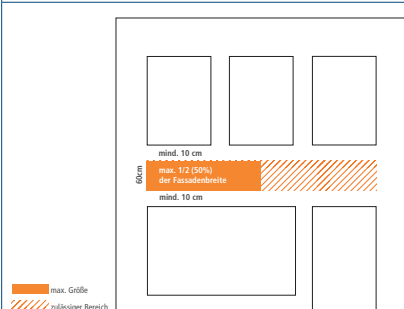 mind. 10 cm
60cm
max. 1/2 (50%)
der Fassadenbreite
mind. 10 cm
max. Größe
zulässiger Bereich